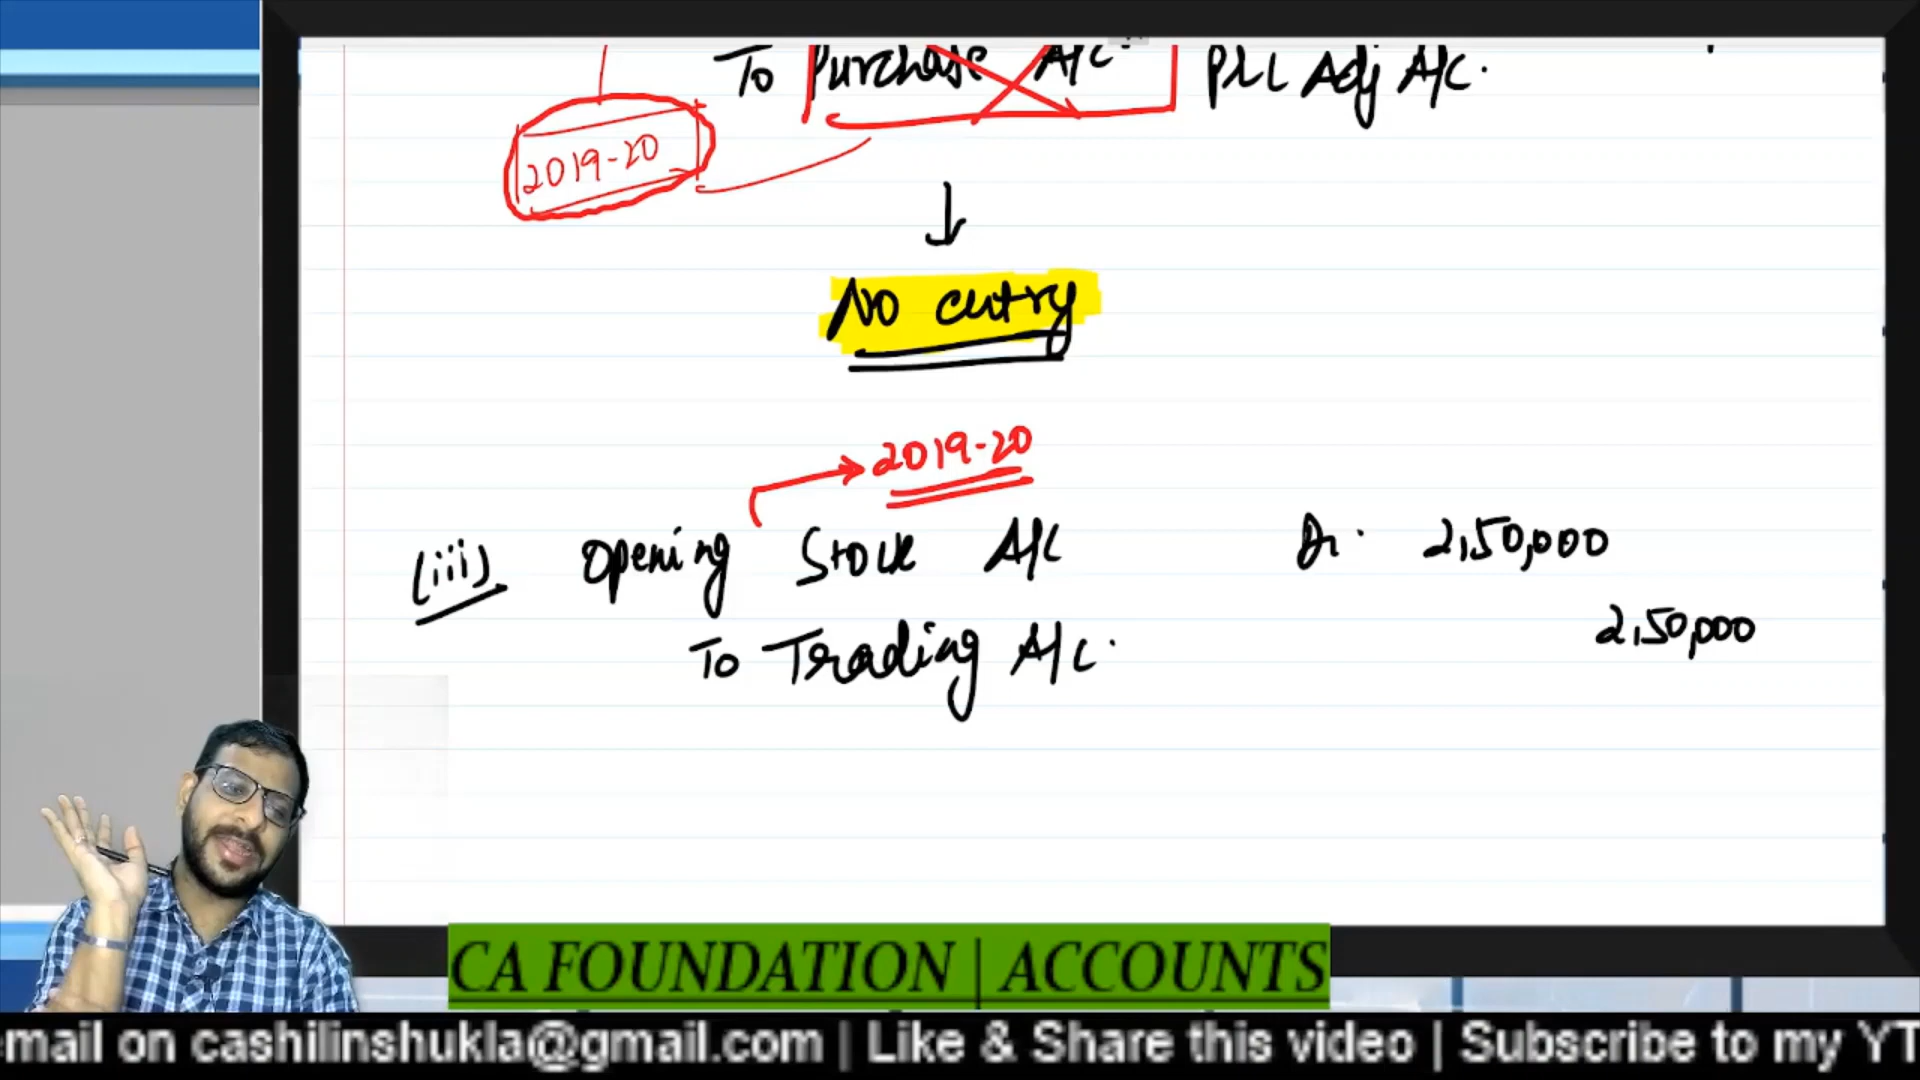 To Purchase A/c. P&L Adj A/c.
2019-20
No entry
2019-20
(iii) Opening Stock A/c Dr. 2,50,000
To Trading A/c. 2,50,000
CA FOUNDATION | ACCOUNTS
email on cashilinshukla@gmail.com | Like & Share this video | Subscribe to my YT